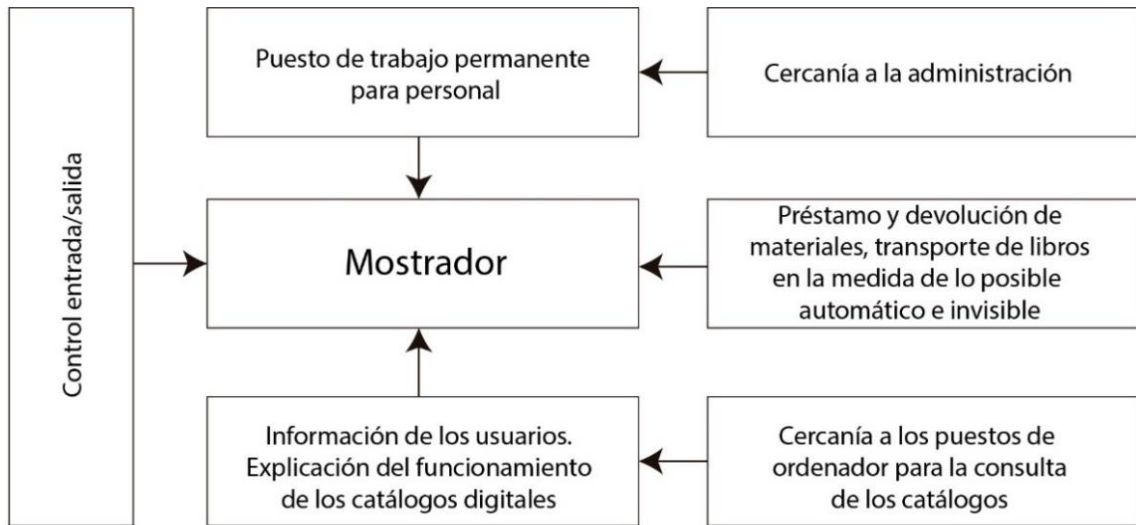 Control entrada/salida
Puesto de trabajo permanente
para personal
Cercanía a la administración
Mostrador
Préstamo y devolución de
materiales, transporte de libros
en la medida de lo posible
automático e invisible
Información de los usuarios.
Explicación del funcionamiento
de los catálogos digitales
Cercanía a los puestos de
ordenador para la consulta
de los catálogos